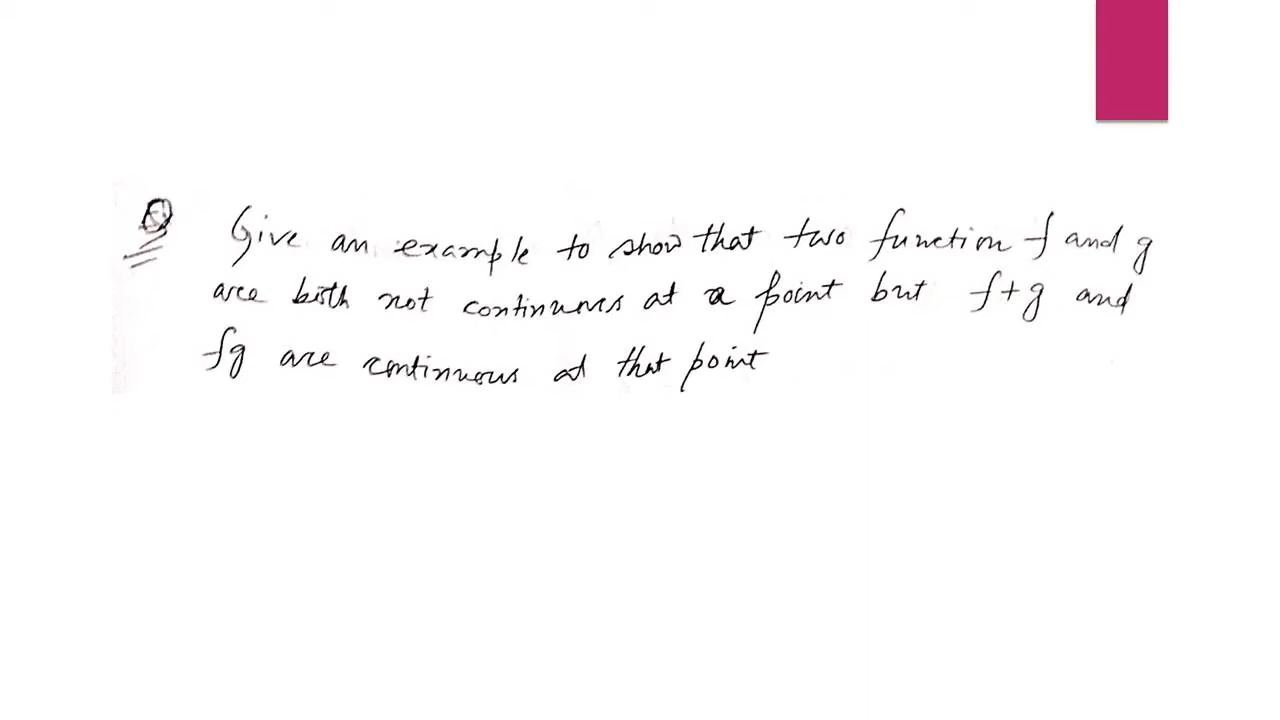 Q Give an example to show that two function f and g
are both not continuous at a point but f+g and
fg are continuous at that point